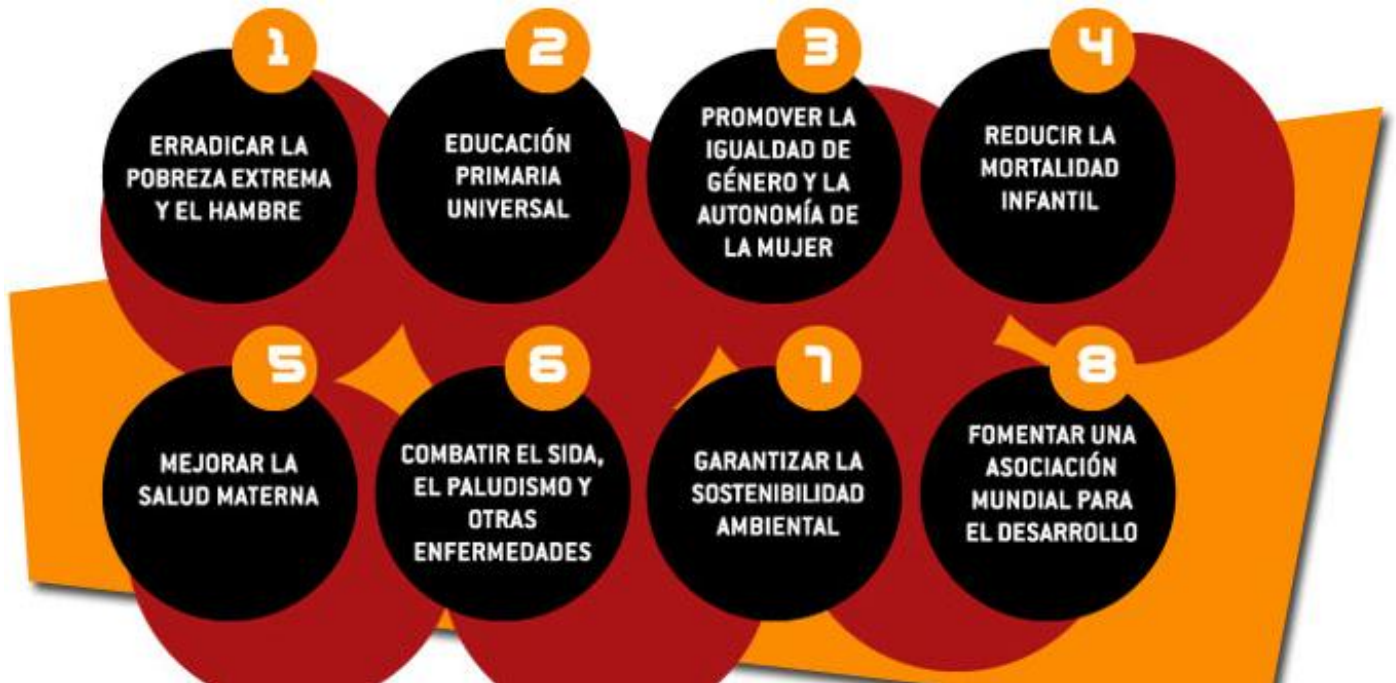 1
ERRADICAR LA
POBREZA EXTREMA
Y EL HAMBRE
2
EDUCACIÓN
PRIMARIA
UNIVERSAL
3
PROMOVER LA
IGUALDAD DE
GÉNERO Y LA
AUTONOMÍA DE
LA MUJER
4
REDUCIR LA
MORTALIDAD
INFANTIL
5
MEJORAR LA
SALUD MATERNA
6
COMBATIR EL SIDA,
EL PALUDISMO Y
OTRAS
ENFERMEDADES
7
GARANTIZAR LA
SOSTENIBILIDAD
AMBIENTAL
8
FOMENTAR UNA
ASOCIACIÓN
MUNDIAL PARA
EL DESARROLLO